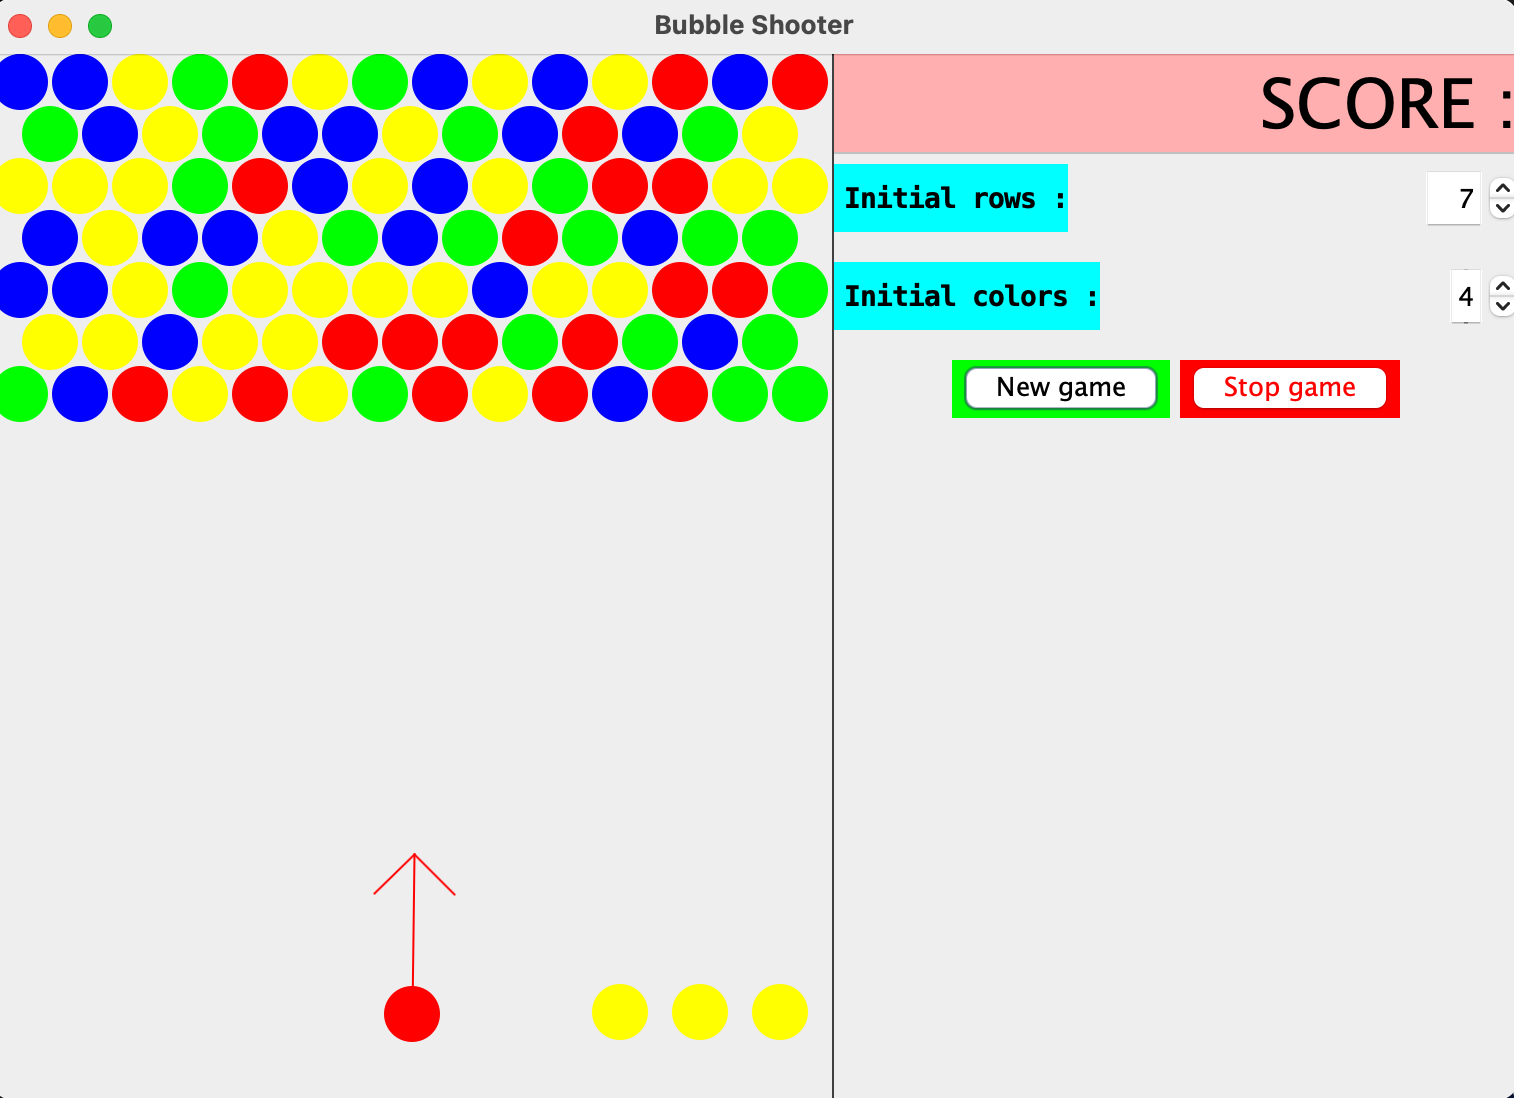 Bubble Shooter
SCORE :
Initial rows :
7
Initial colors :
4
New game
Stop game